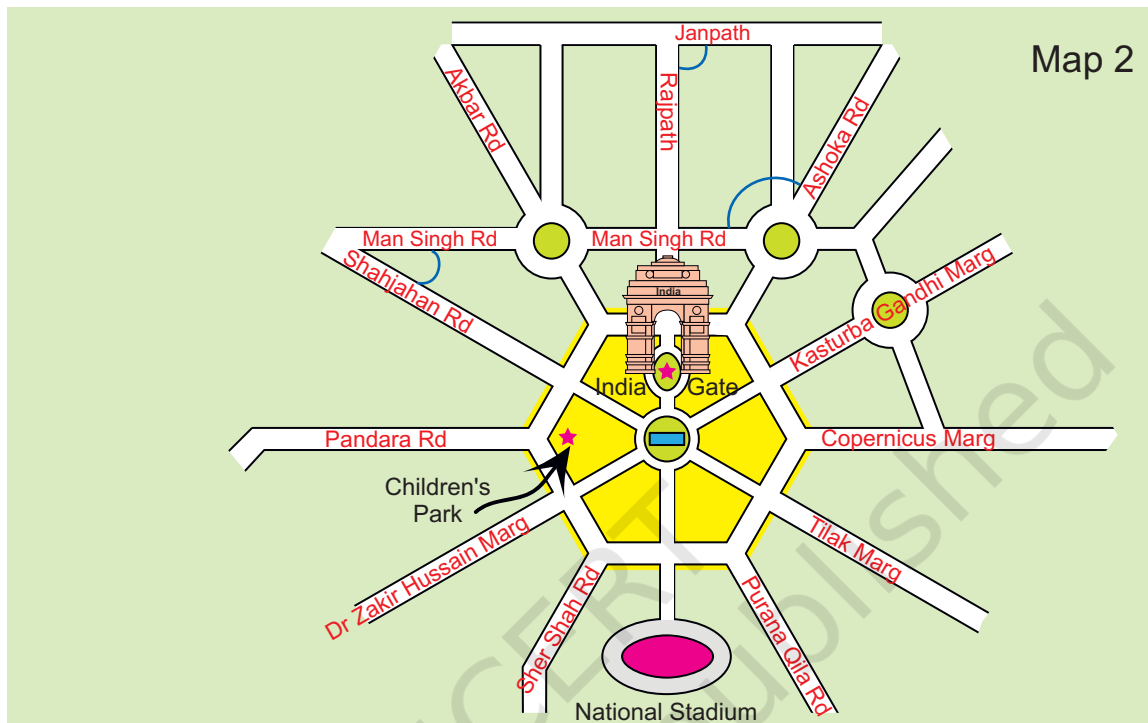 Janpath
Map 2
Akbar Rd
Rajpath
Ashoka Rd
Man Singh Rd
Man Singh Rd
Shahjahan Rd
Kasturba Gandhi Marg
India
India Gate
Pandara Rd
Copernicus Marg
Children's
Park
Dr Zakir Hussain Marg
Tilak Marg
Sher Shah Rd
Purana Qila Rd
National Stadium
NCERT
published